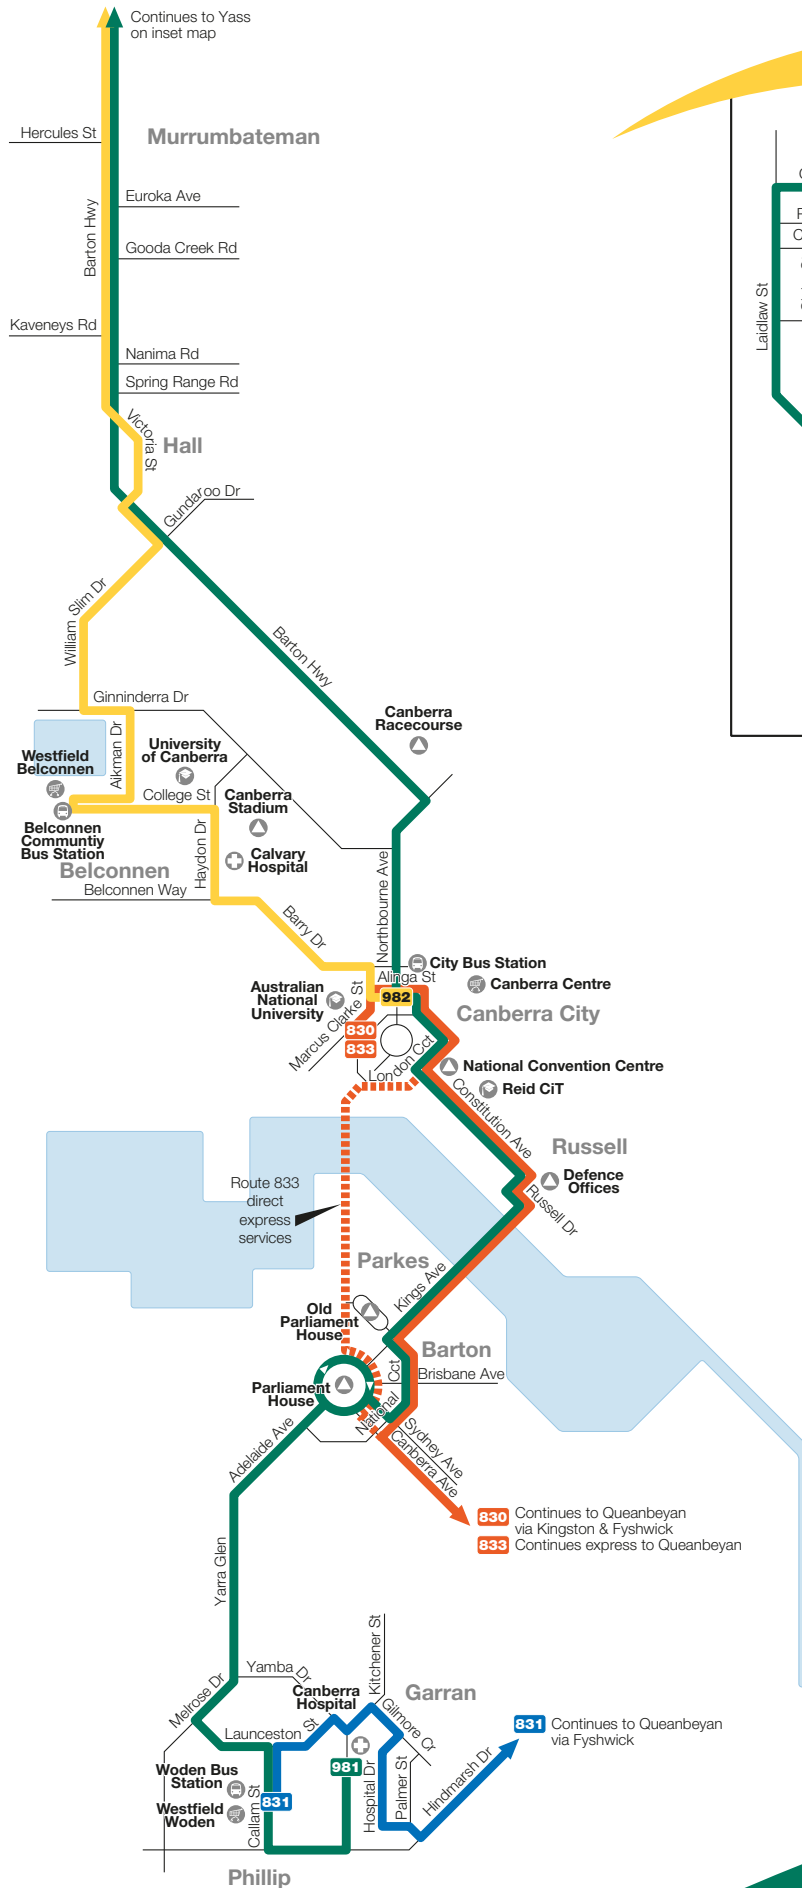 Continues to Yass
on inset map
Hercules St
Murrumbateman
Barton Hwy
Euroka Ave
Gooda Creek Rd
Kaveneys Rd
Nanima Rd
Spring Range Rd
Laidlaw St
Victoria St
Hall
Gundaroo Dr
William Slim Dr
Barton Hwy
Ginninderra Dr
Canberra
Racecourse
Aikman Dr
Westfield
Belconnen
University
of Canberra
College St
Canberra
Stadium
Belconnen
Communtiy
Bus Station
Haydon Dr
Calvary
Hospital
Belconnen
Belconnen Way
Northbourne Ave
Barry Dr
City Bus Station
Alinga St
Canberra Centre
Australian
National
University
Marcus Clarke St
982
Canberra City
830
833
London Cct
National Convention Centre
Reid CiT
Constitution Ave
Russell
Defence
Offices
Russell Dr
Route 833
direct
express
services
Parkes
Kings Ave
Old
Parliament
House
Barton
Brisbane Ave
Parliament
House
National Cct
Sydney Ave
Canberra Ave
Adelaide Ave
830 Continues to Queanbeyan
via Kingston & Fyshwick
833 Continues express to Queanbeyan
Yarra Glen
Kitchener St
Yamba Dr
Canberra
Hospital
Garran
Melrose Dr
Launceston St
Gilmore Cr
831 Continues to Queanbeyan
via Fyshwick
Woden Bus
Station
981
Westfield
Woden
Callam St
831
Hospital Dr
Palmer St
Hindmarsh Dr
Phillip